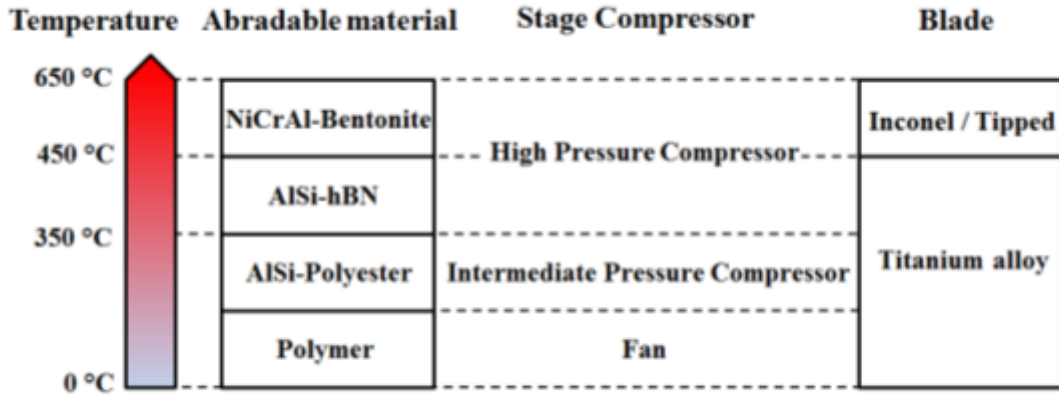 Temperature Abradable material Stage Compressor Blade
650 °C
NiCrAl-Bentonite Inconel / Tipped
450 °C High Pressure Compressor
AlSi-hBN
350 °C
AlSi-Polyester Intermediate Pressure Compressor Titanium alloy
Polymer Fan
0 °C